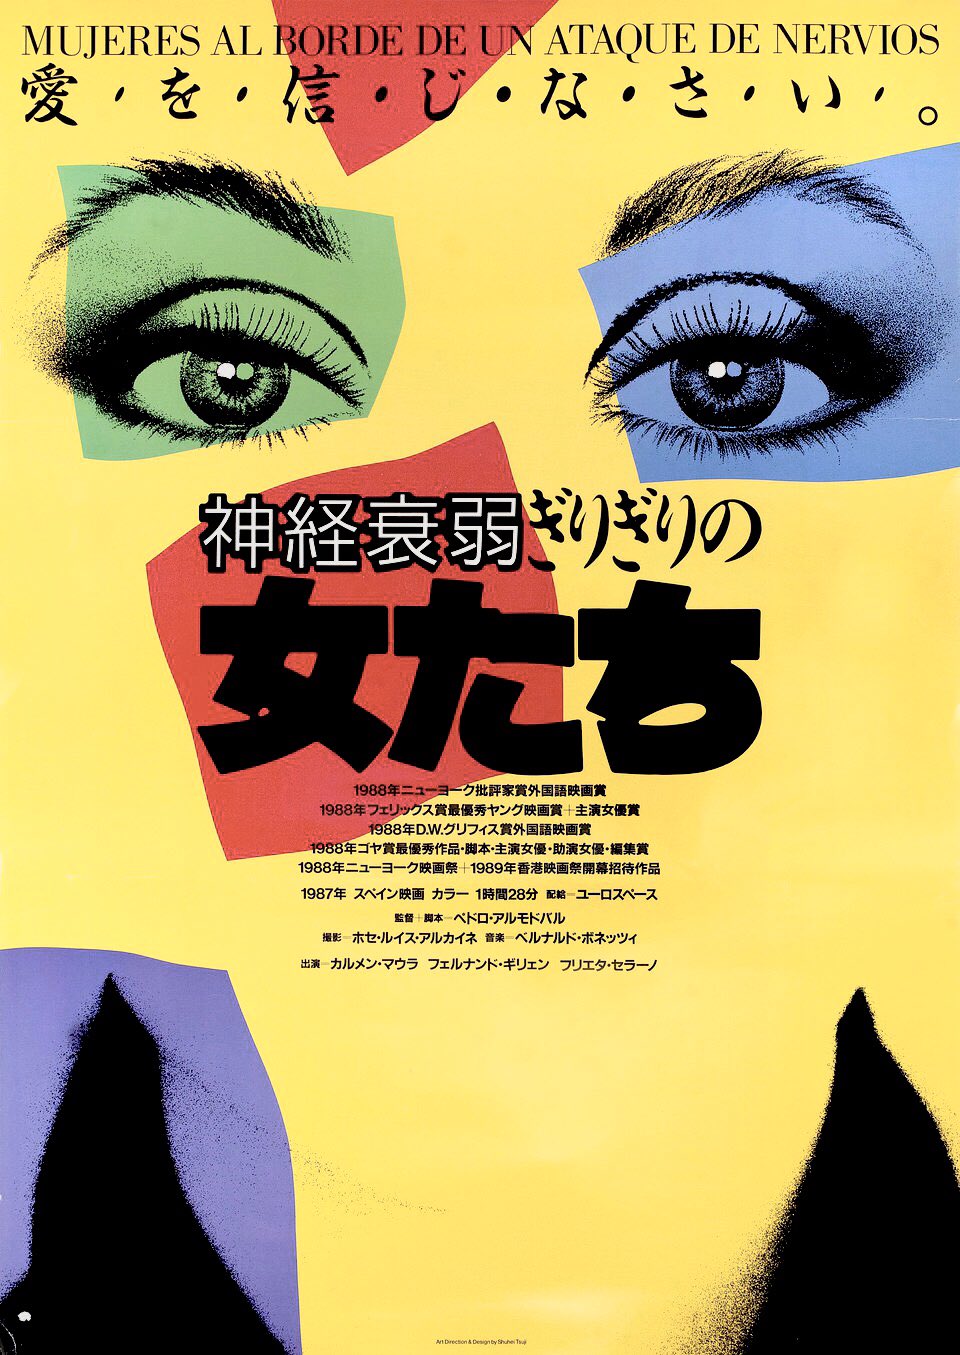 MUJERES AL BORDE DE UN ATAQUE DE NERVIOS
愛・を・信・じ・な・さ・い・。
神経衰弱ぎりぎりの
女たち
1988年ニューヨーク批評家賞外国語映画賞
1988年フェリックス賞最優秀ヤング映画賞+主演女優賞
1988年D.W.グリフィス賞外国語映画賞
1988年ゴヤ賞最優秀作品・脚本・主演女優・助演女優・編集賞
1988年ニューヨーク映画祭+1989年香港映画祭開幕招待作品
1987年 スペイン映画 カラー 1時間28分 配給=ユーロスペース
監督+脚本=ペドロ・アルモドバル
撮影=ホセ・ルイス・アルカイネ 音楽=ベルナルド・ボネッツィ
出演=カルメン・マウラ フェルナンド・ギリェン フリエタ・セラーノ
Art Direction & Design by Shuhei Tsuji